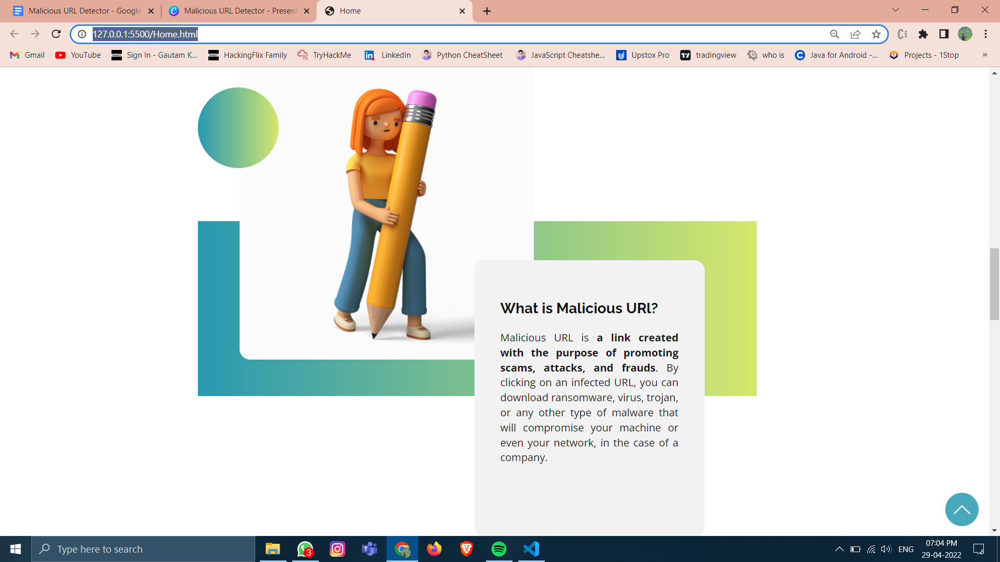 Malicious URL Detector - Google
Malicious URL Detector - Present
Home
127.0.0.1:5500/Home.html
Gmail
YouTube
Sign In - Gautam K...
HackingFlix Family
TryHackMe
LinkedIn
Python CheatSheet
JavaScript Cheatshe...
Upstox Pro
tradingview
who is
Java for Android -...
Projects - 1Stop
»
What is Malicious URl?
Malicious URL is a link created
with the purpose of promoting
scams, attacks, and frauds. By
clicking on an infected URL, you can
download ransomware, virus, trojan,
or any other type of malware that
will compromise your machine or
even your network, in the case of a
company.
Type here to search
3
ENG
07:04 PM
29-04-2022